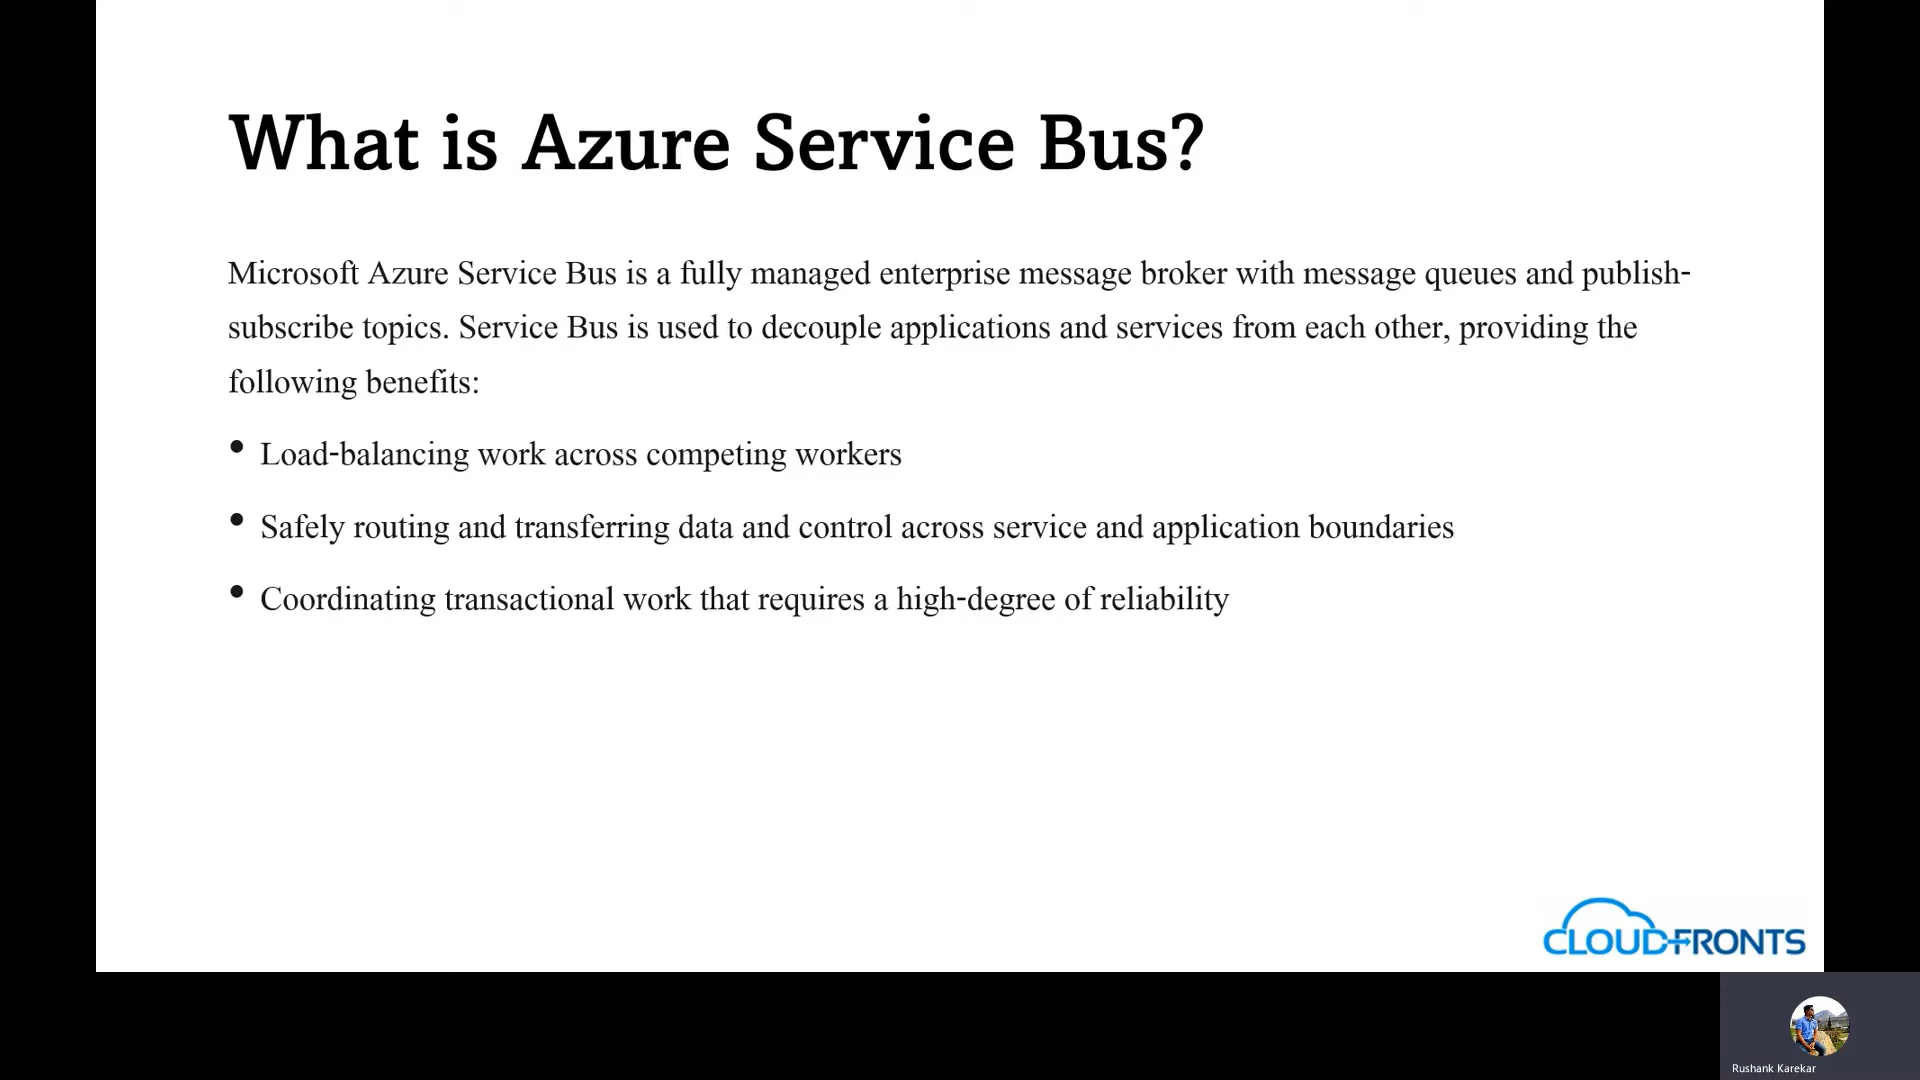 What is Azure Service Bus?
Microsoft Azure Service Bus is a fully managed enterprise message broker with message queues and publish-
subscribe topics. Service Bus is used to decouple applications and services from each other, providing the
following benefits:
• Load-balancing work across competing workers
• Safely routing and transferring data and control across service and application boundaries
• Coordinating transactional work that requires a high-degree of reliability
CLOUDFRONTS
Rushank Karekar